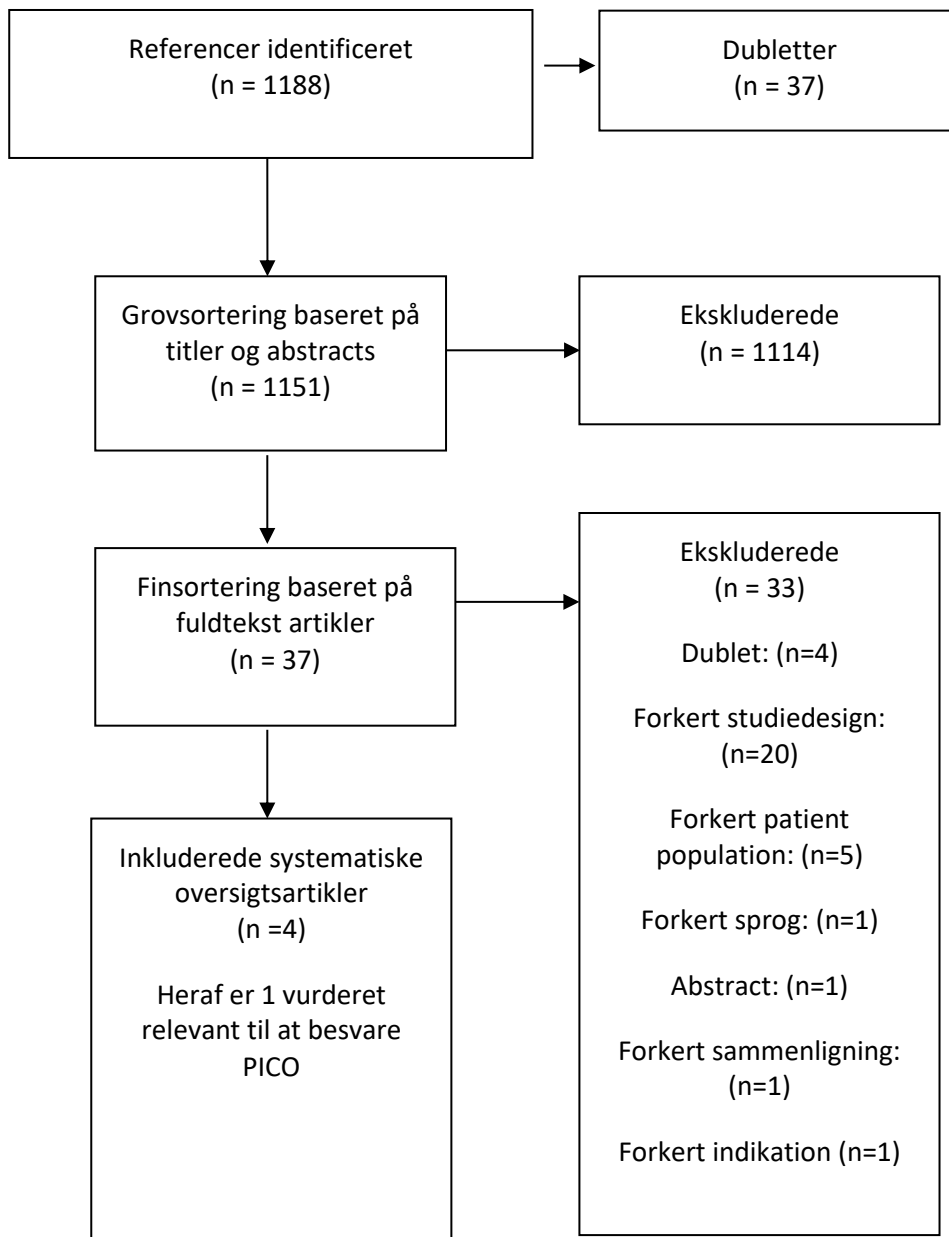 Referencer identificeret
(n = 1188)
Dubletter
(n = 37)
Grovsortering baseret på
titler og abstracts
(n = 1151)
Ekskluderede
(n = 1114)
Finsortering baseret på
fuldtekst artikler
(n = 37)
Ekskluderede
(n = 33)
Dublet: (n=4)
Forkert studiedesign:
(n=20)
Forkert patient
population: (n=5)
Forkert sprog: (n=1)
Abstract: (n=1)
Forkert sammenligning:
(n=1)
Forkert indikation (n=1)
Inkluderede systematiske
oversigtsartikler
(n =4)
Heraf er 1 vurderet
relevant til at besvare
PICO